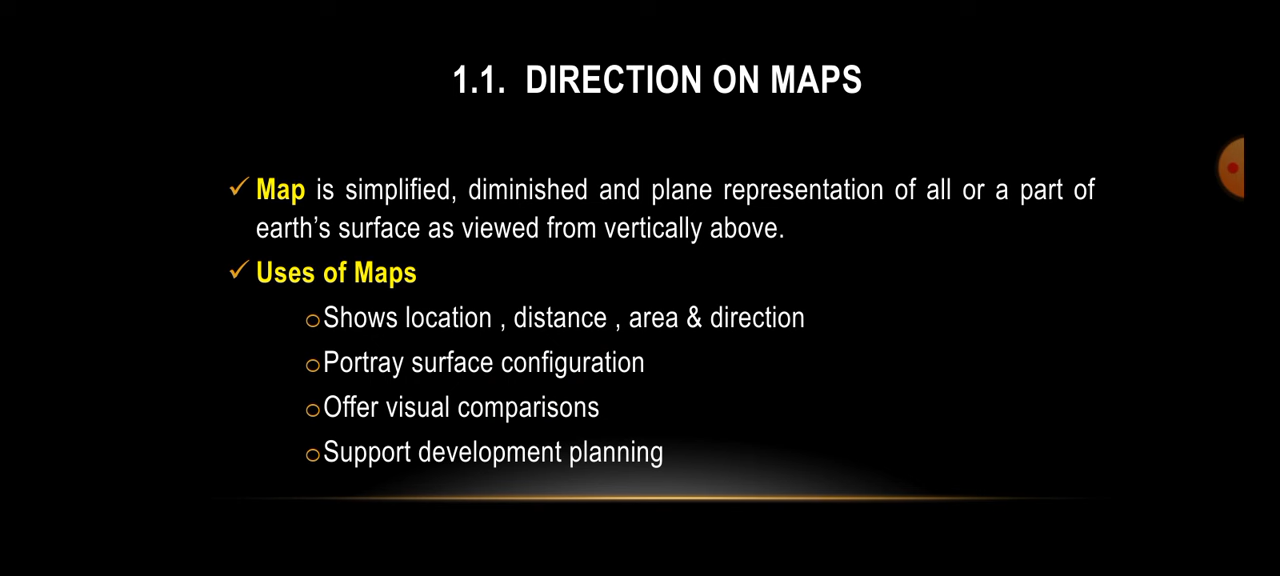 1.1. DIRECTION ON MAPS
✓ Map is simplified, diminished and plane representation of all or a part of
earth's surface as viewed from vertically above.
✓ Uses of Maps
o Shows location , distance , area & direction
o Portray surface configuration
o Offer visual comparisons
o Support development planning